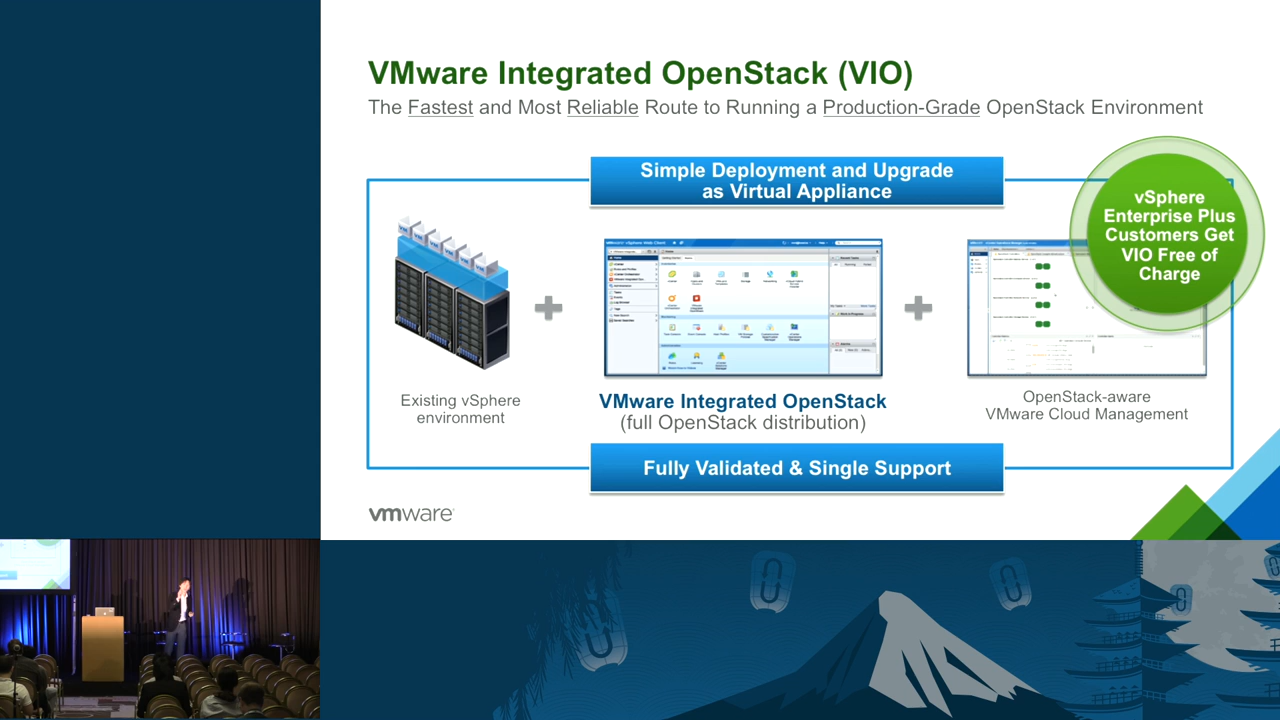 VMware Integrated OpenStack (VIO)
The Fastest and Most Reliable Route to Running a Production-Grade OpenStack Environment
Simple Deployment and Upgrade
as Virtual Appliance
vSphere
Enterprise Plus
Customers Get
VIO Free of
Charge
Existing vSphere
environment
VMware Integrated OpenStack
(full OpenStack distribution)
OpenStack-aware
VMware Cloud Management
Fully Validated & Single Support
vmware